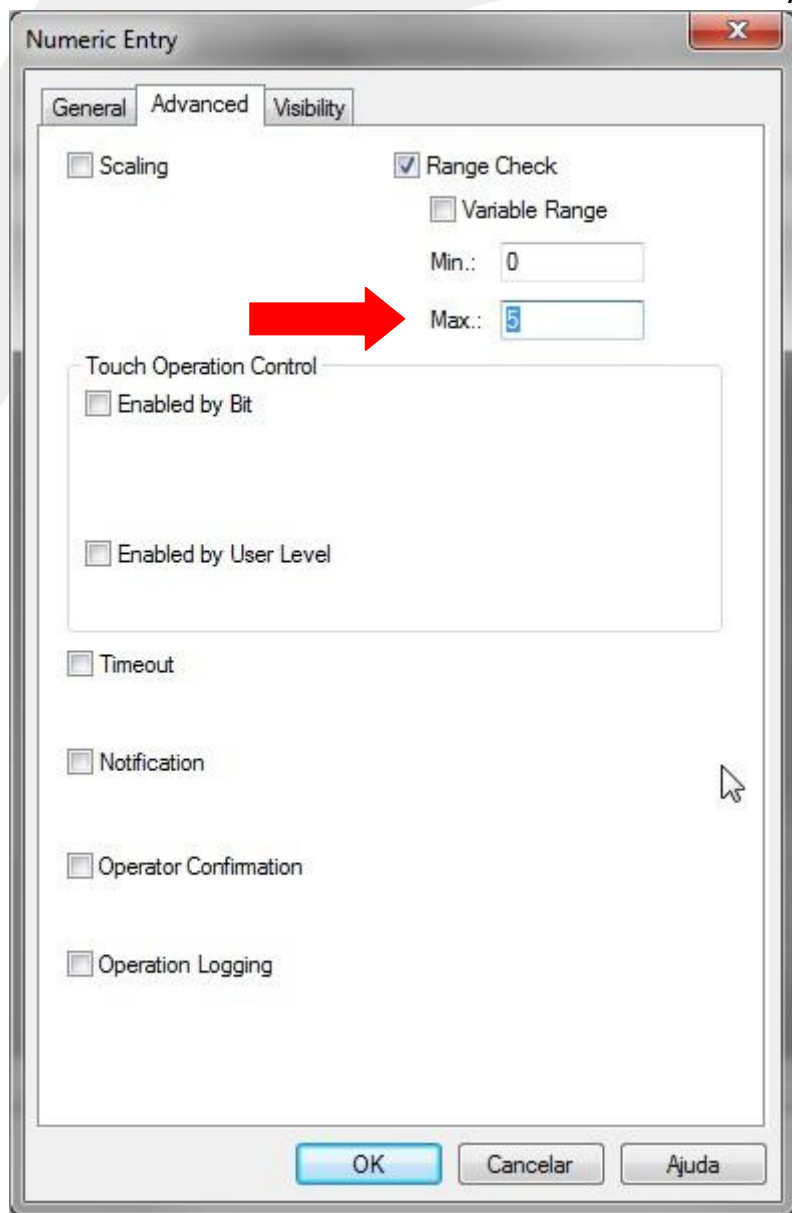 Numeric Entry
General Advanced Visibility
Scaling
Range Check
Variable Range
Min.: 0
Max.: 5
Touch Operation Control
Enabled by Bit
Enabled by User Level
Timeout
Notification
Operator Confirmation
Operation Logging
OK Cancelar Ajuda